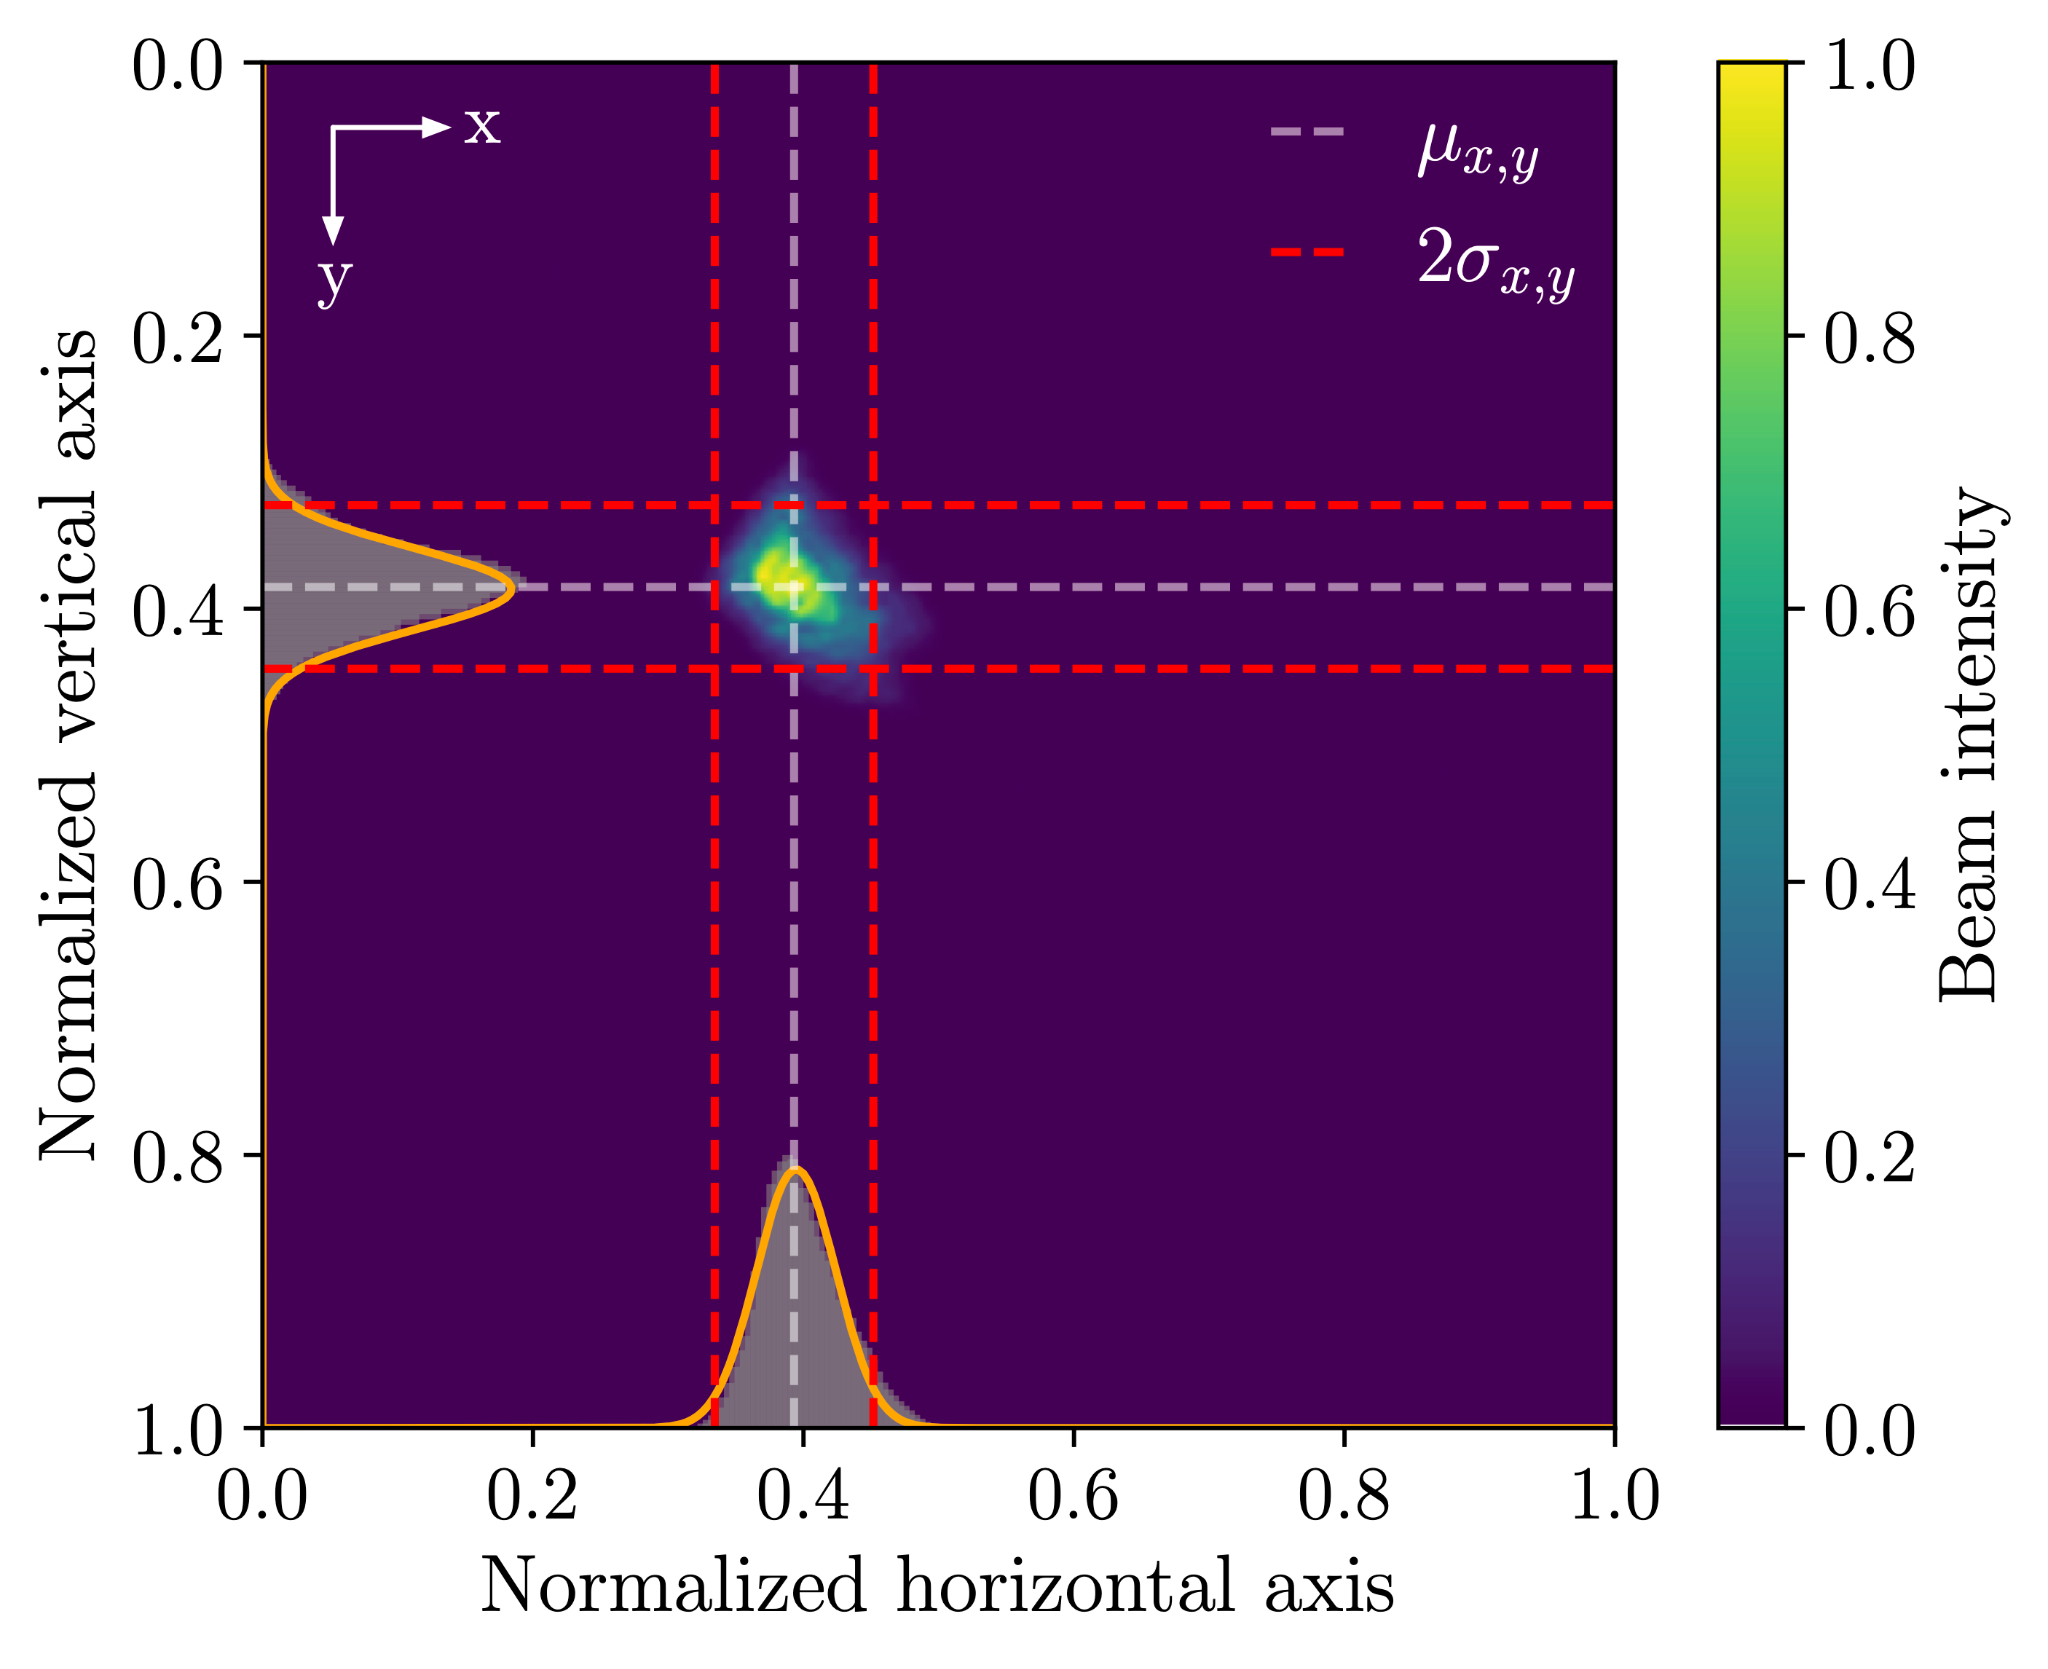 0.0
0.2
0.4
0.6
0.8
1.0
Normalized vertical axis
x
y
μx,y
2σx,y
0.0
0.2
0.4
0.6
0.8
1.0
Normalized horizontal axis
1.0
0.8
0.6
0.4
0.2
0.0
Beam intensity